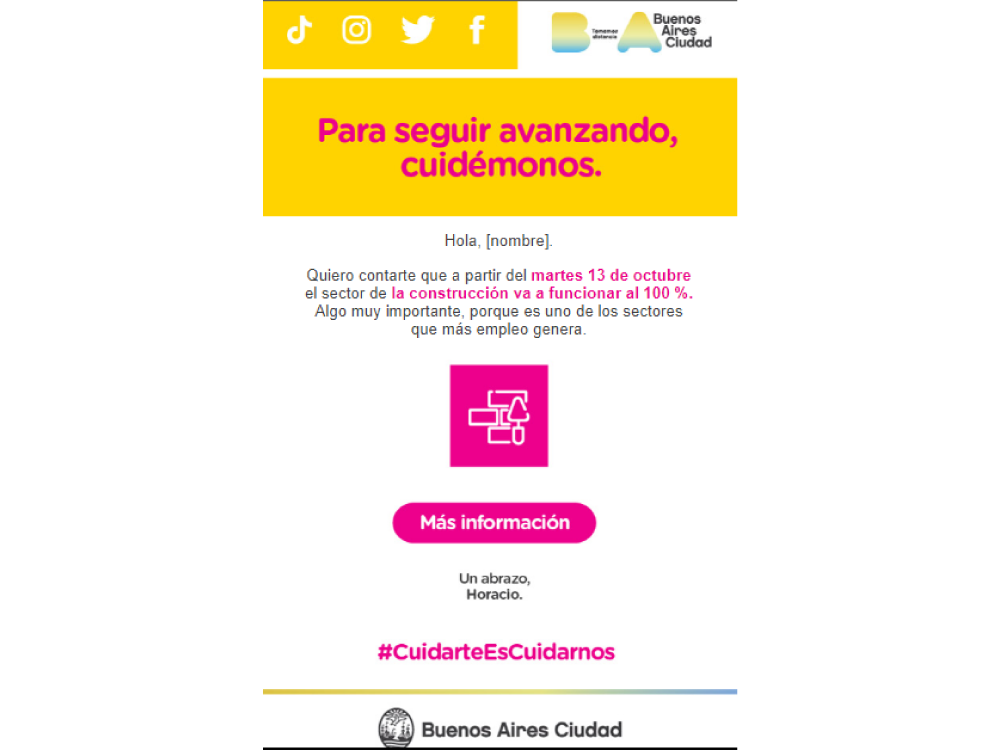 Tomemos
distancia
Buenos
Aires
Ciudad
Para seguir avanzando,
cuidémonos.
Hola, [nombre].
Quiero contarte que a partir del martes 13 de octubre
el sector de la construcción va a funcionar al 100 %.
Algo muy importante, porque es uno de los sectores
que más empleo genera.
Más información
Un abrazo,
Horacio.
#CuidarteEsCuidarnos
Buenos Aires Ciudad